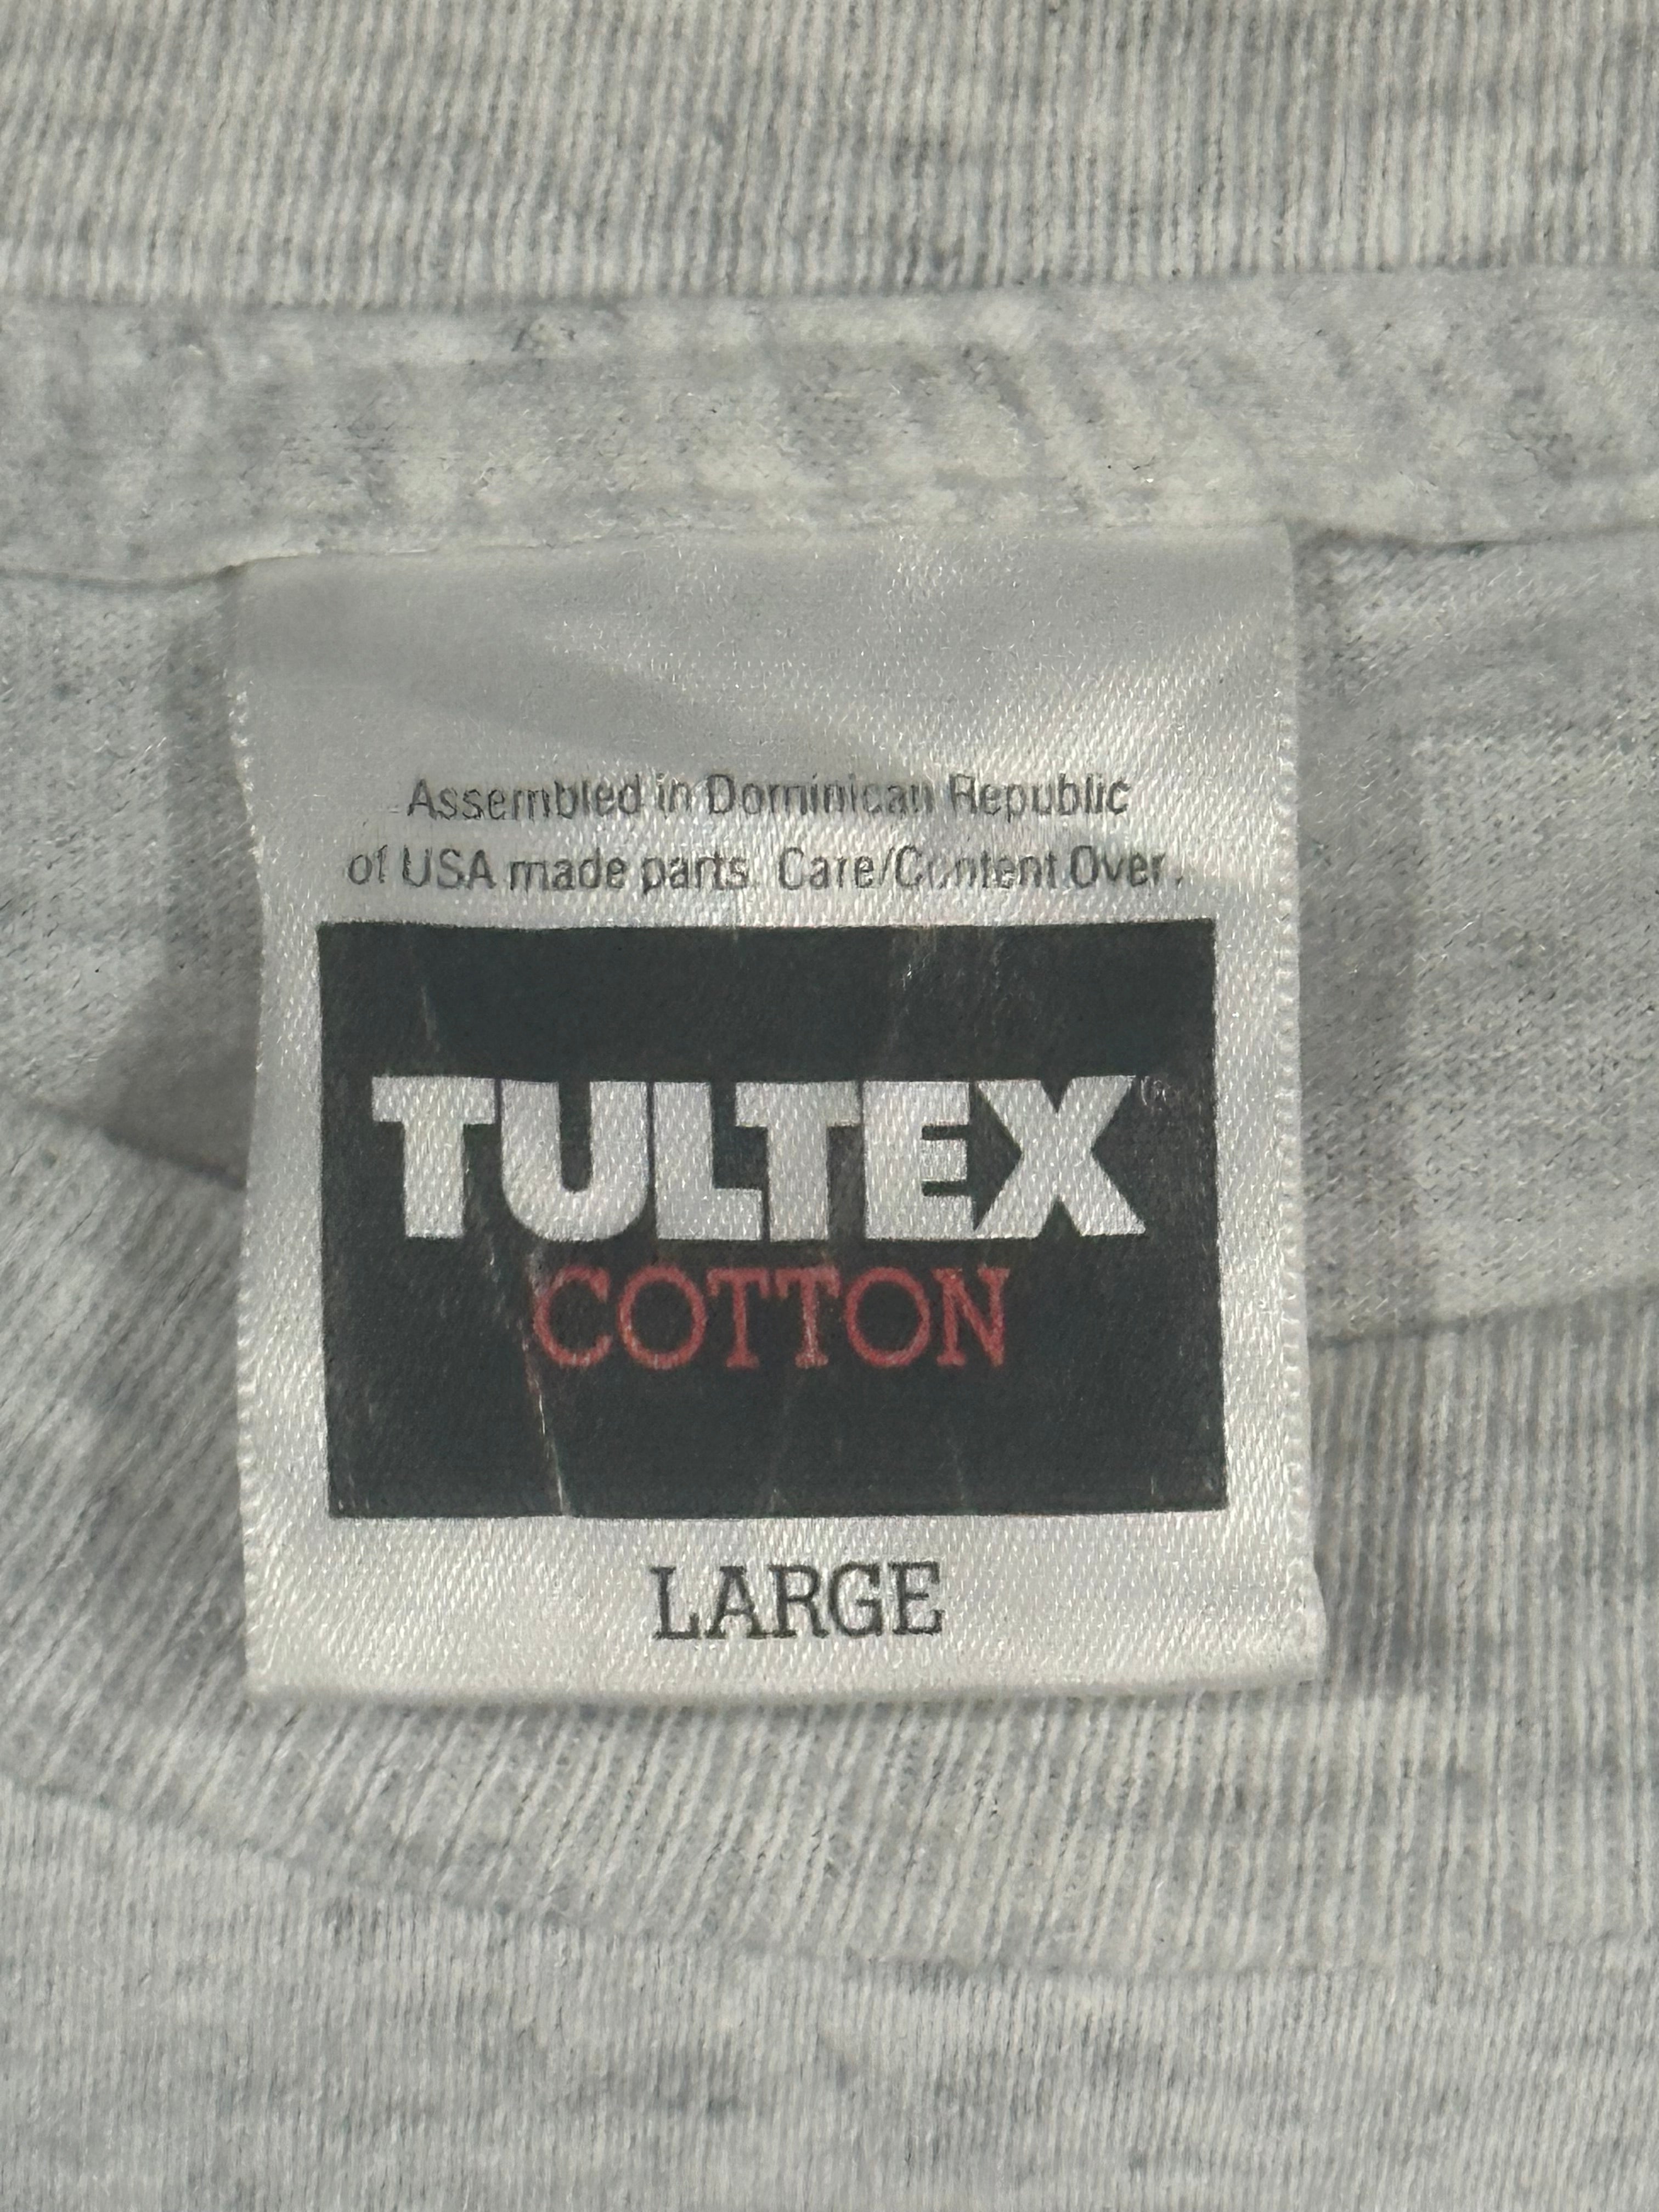 Assembled in Dominican Republic
of USA made parts. Care/Content Over.
TULTEX®
COTTON
LARGE